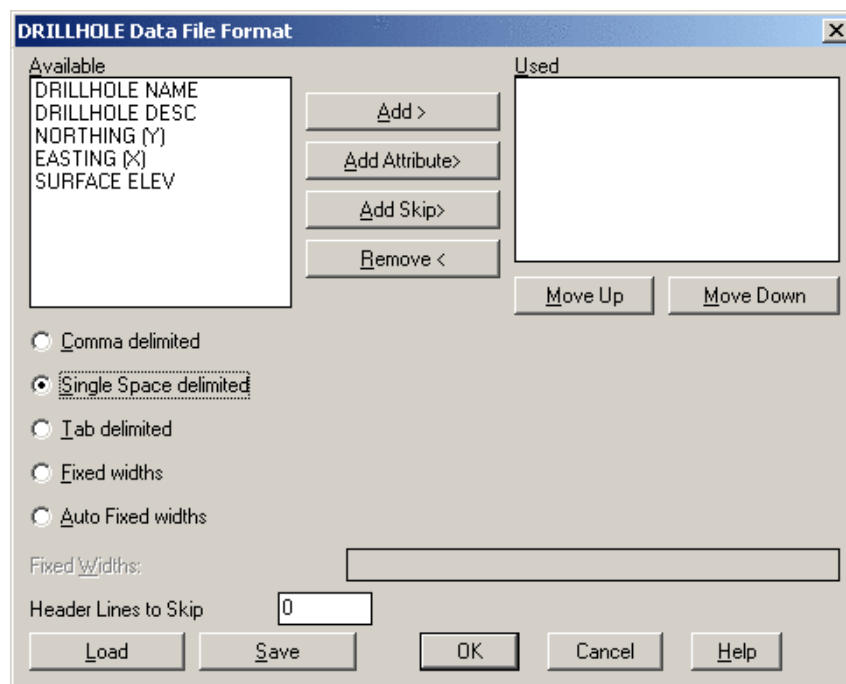 DRILLHOLE Data File Format
Available
Used
DRILLHOLE NAME
DRILLHOLE DESC
NORTHING (Y)
EASTING (X)
SURFACE ELEV
Add >
Add Attribute>
Add Skip>
Remove <
Move Up
Move Down
Comma delimited
Single Space delimited
Tab delimited
Fixed widths
Auto Fixed widths
Fixed Widths:
Header Lines to Skip 0
Load Save OK Cancel Help